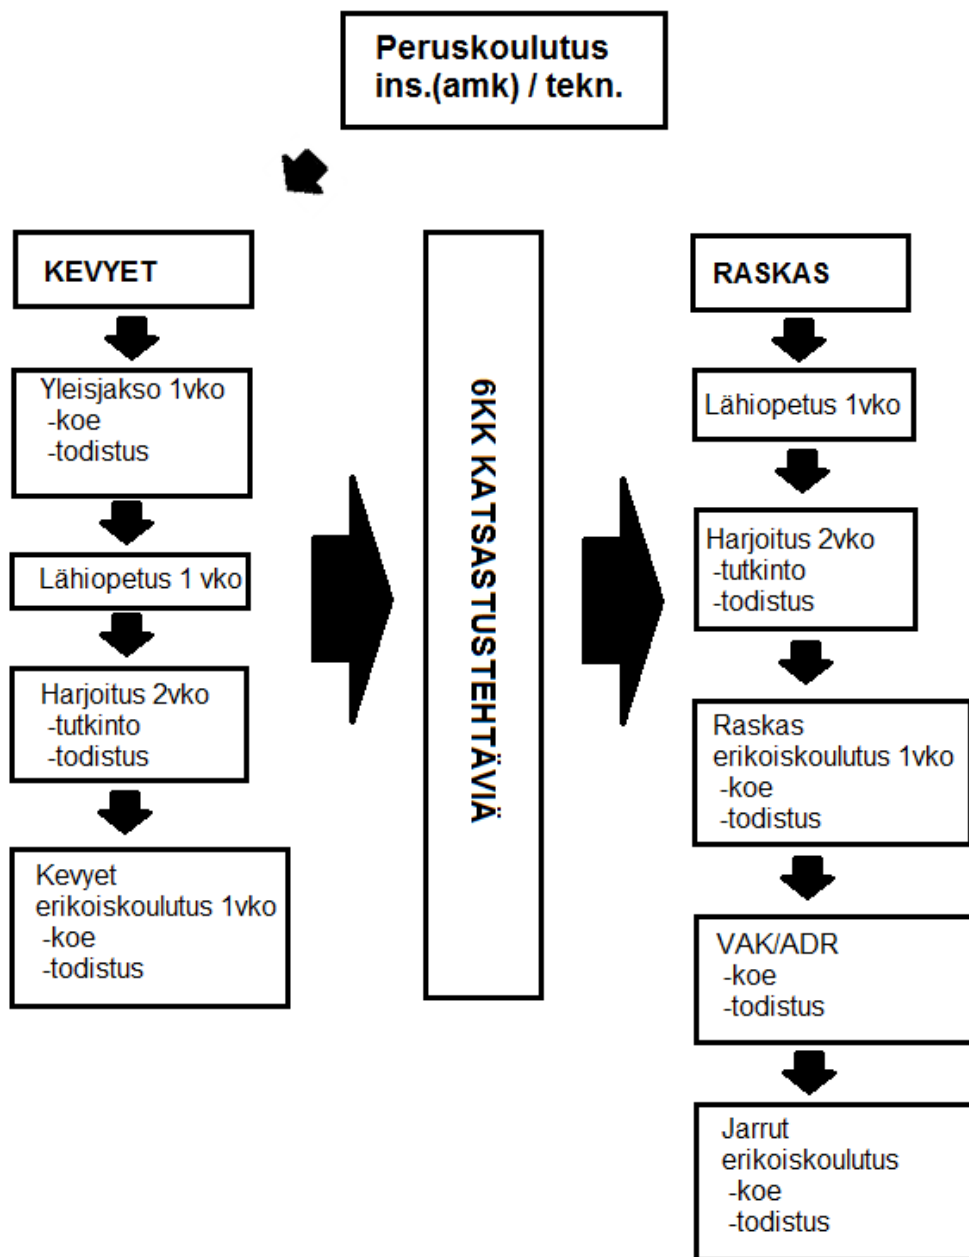 Peruskoulutus
ins.(amk) / tekn.
KEVYET
Yleisjakso 1vko
-koe
-todistus
Lähiopetus 1 vko
Harjoitus 2vko
-tutkinto
-todistus
Kevyet
erikoiskoulutus 1vko
-koe
-todistus
6KK KATSASTUSTEHTÄVIÄ
RASKAS
Lähiopetus 1vko
Harjoitus 2vko
-tutkinto
-todistus
Raskas
erikoiskoulutus 1vko
-koe
-todistus
VAK/ADR
-koe
-todistus
Jarrut
erikoiskoulutus
-koe
-todistus